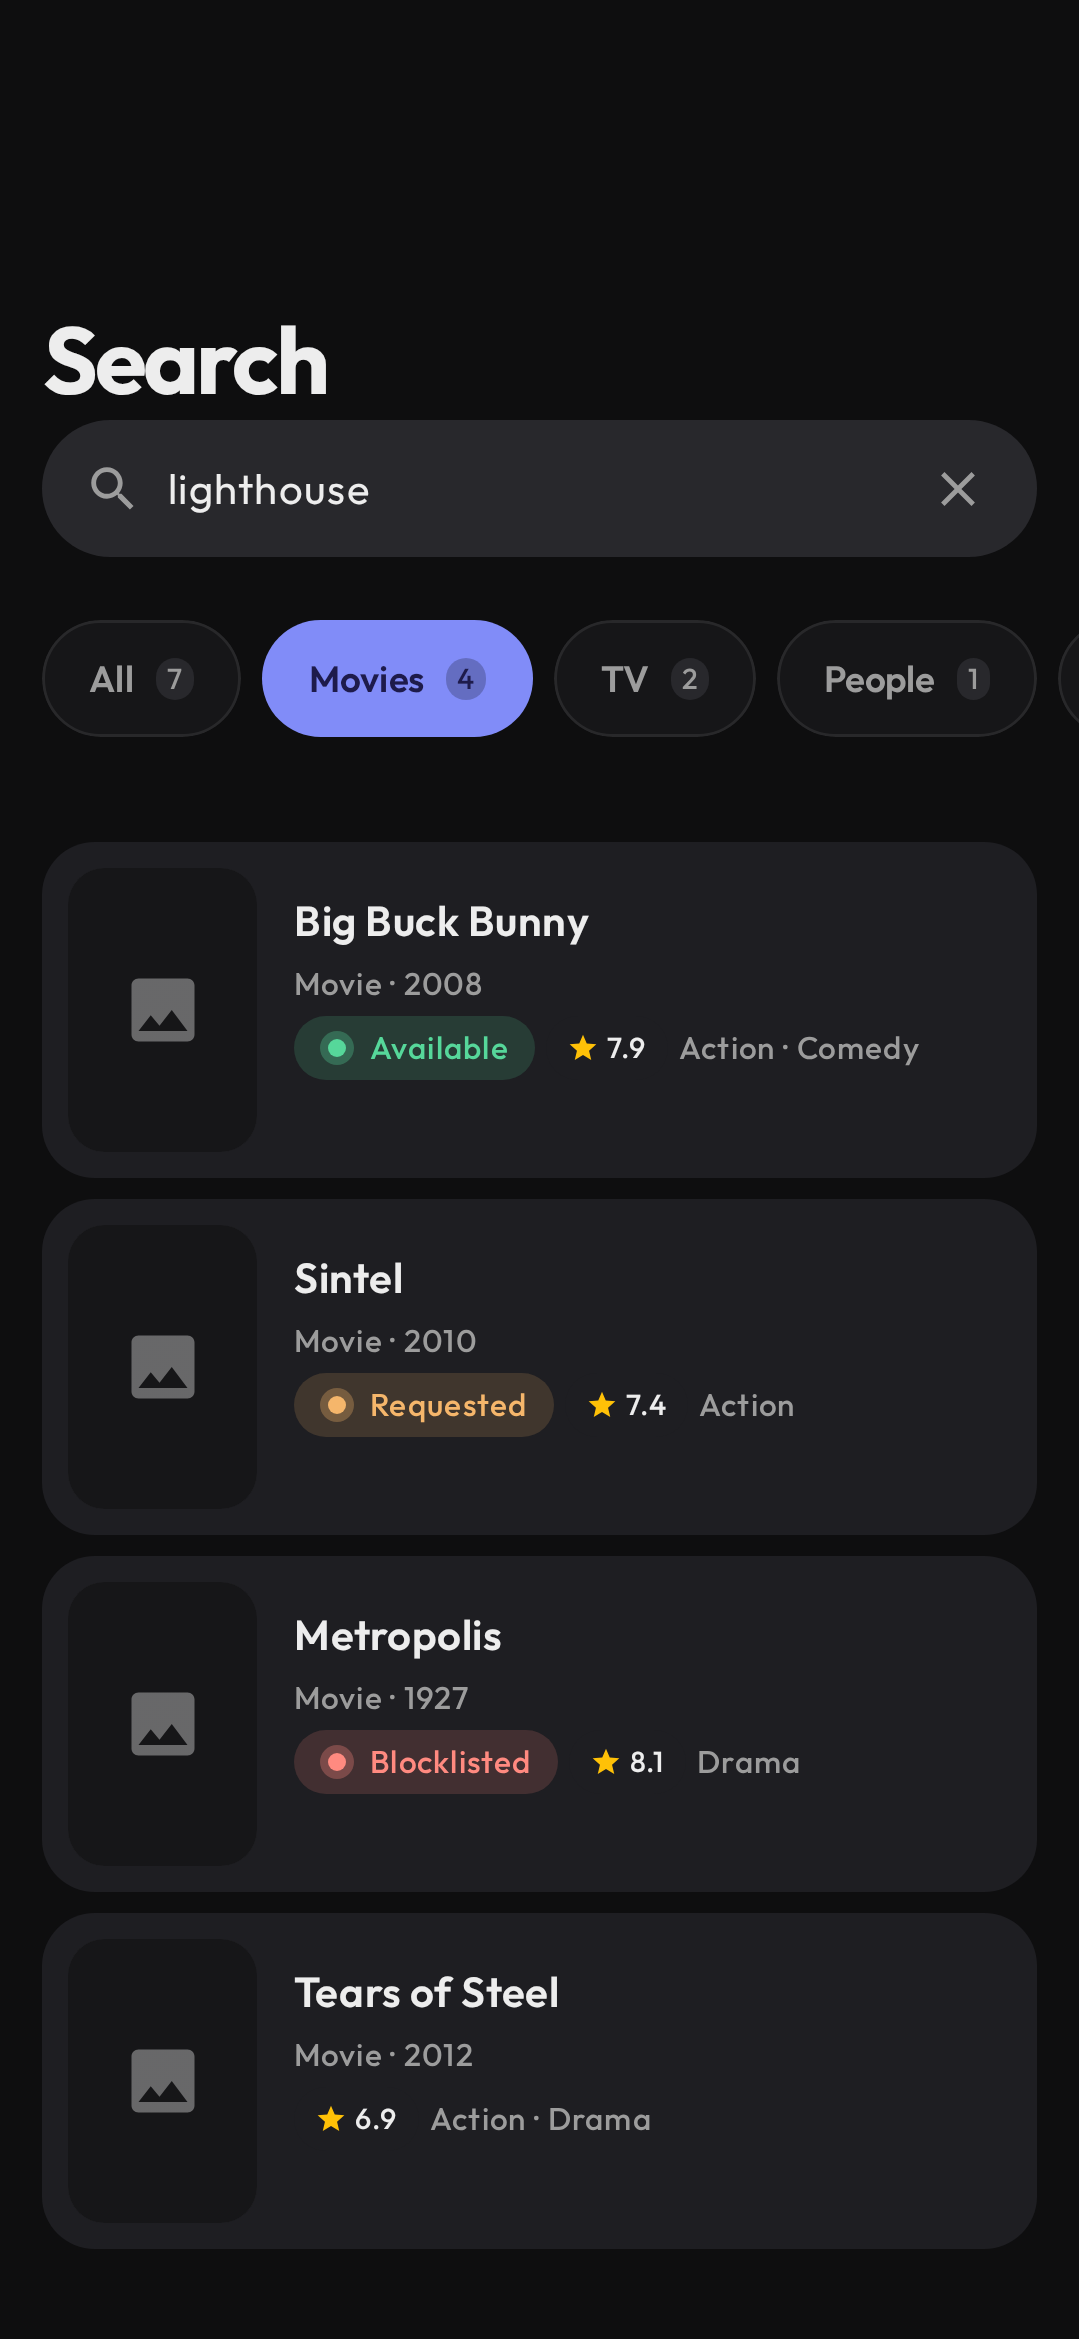 Search
lighthouse
All 7 Movies 4 TV 2 People 1
Big Buck Bunny
Movie · 2008
Available 7.9 Action · Comedy
Sintel
Movie · 2010
Requested 7.4 Action
Metropolis
Movie · 1927
Blocklisted 8.1 Drama
Tears of Steel
Movie · 2012
6.9 Action · Drama